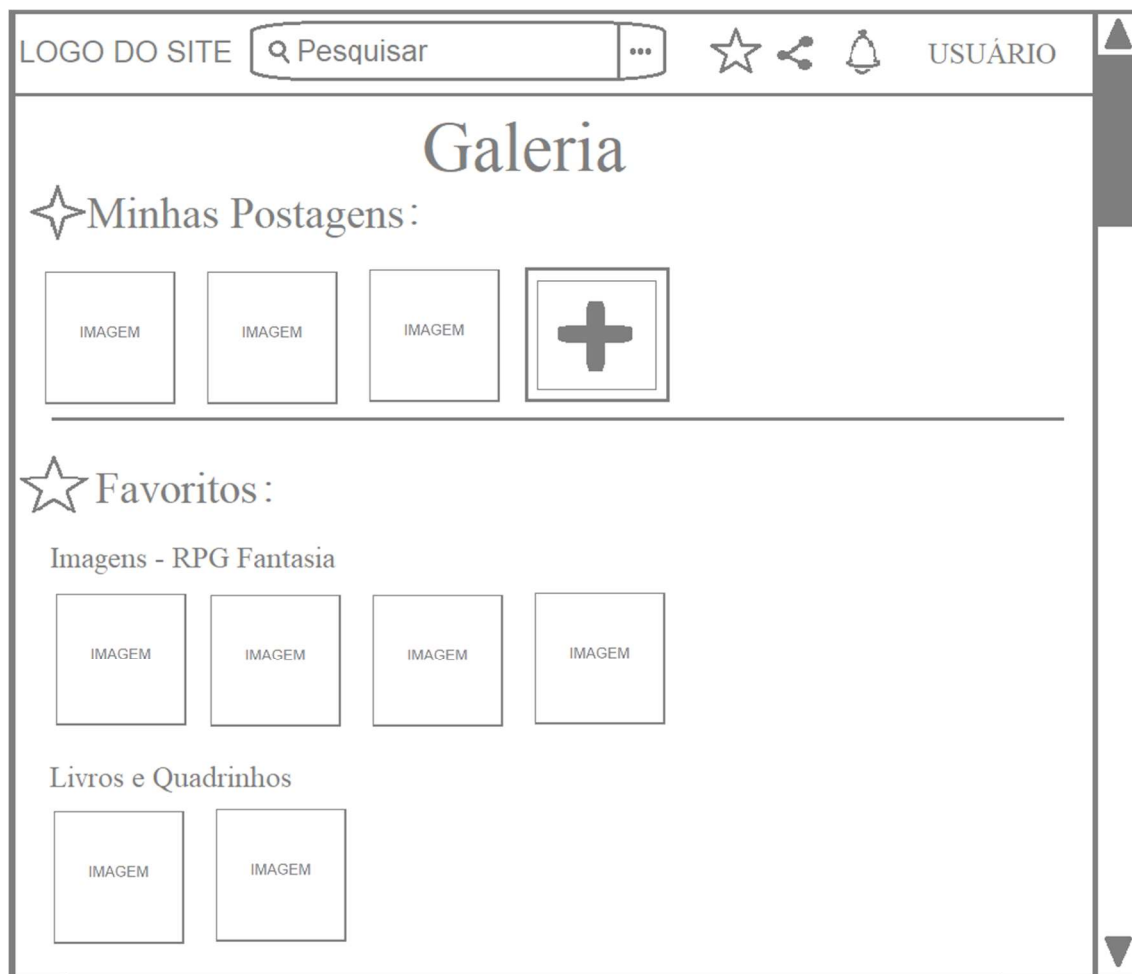 LOGO DO SITE
Pesquisar
...
USUÁRIO
Galeria
Minhas Postagens:
IMAGEM IMAGEM IMAGEM
Favoritos:
Imagens - RPG Fantasia
IMAGEM IMAGEM IMAGEM IMAGEM
Livros e Quadrinhos
IMAGEM IMAGEM